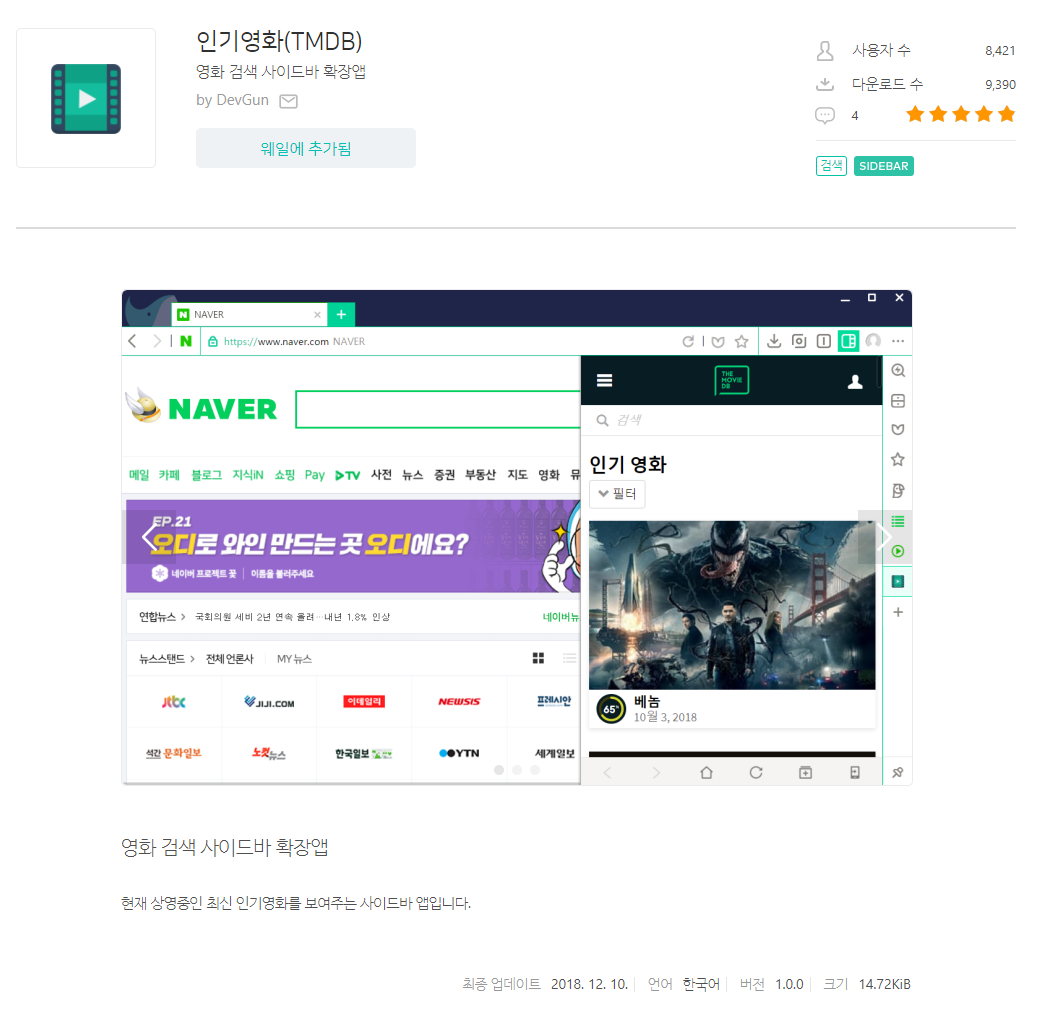 인기영화(TMDB)
영화 검색 사이드바 확장앱
by DevGun
웨일에 추가됨
사용자 수 8,421
다운로드 수 9,390
4
검색 SIDEBAR
NAVER
N https://www.naver.com NAVER
NAVER
메일 카페 블로그 지식iN 쇼핑 Pay TV 사전 뉴스 증권 부동산 지도 영화 뮤
EP.21
오디로 와인 만드는 곳 오디에요?
네이버 프로젝트 꽃 | 이름을 불러주세요
연합뉴스 > 국회의원 세비 2년 연속 올려…내년 1.8% 인상 네이버뉴
뉴스스탠드 > 전체 언론사 MY 뉴스
jtbc JIJI.COM 이데일리 NEWSIS 프레시안
석간 문화일보 노컷뉴스 한국일보 YTN 세계일보
THE MOVIE DB
검색
인기 영화
필터
65%
베놈
10월 3, 2018
영화 검색 사이드바 확장앱
현재 상영중인 최신 인기영화를 보여주는 사이드바 앱입니다.
최종 업데이트 2018. 12. 10. 언어 한국어 버전 1.0.0 크기 14.72KiB